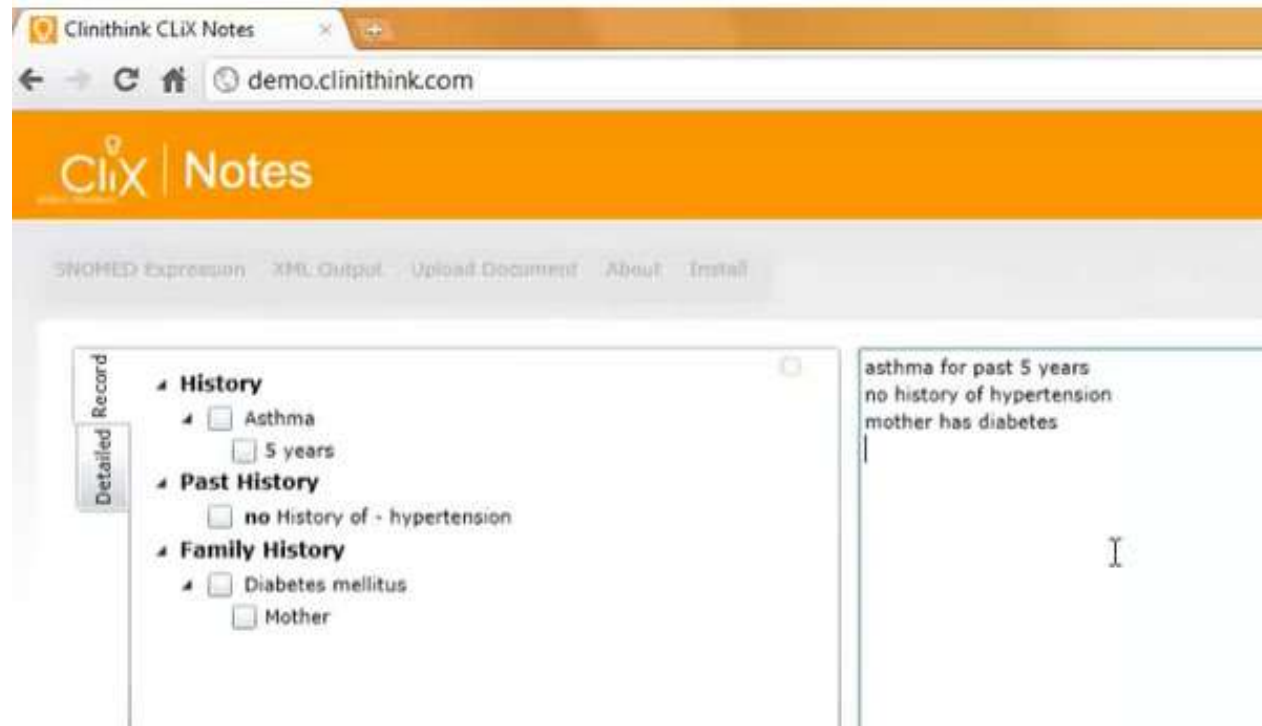 Clinithink CLiX Notes
demo.clinithink.com
CLiX | Notes
SNOMED Expression XML Output Upload Document About Install
Record
Detailed
History
Asthma
5 years
Past History
no History of - hypertension
Family History
Diabetes mellitus
Mother
asthma for past 5 years
no history of hypertension
mother has diabetes